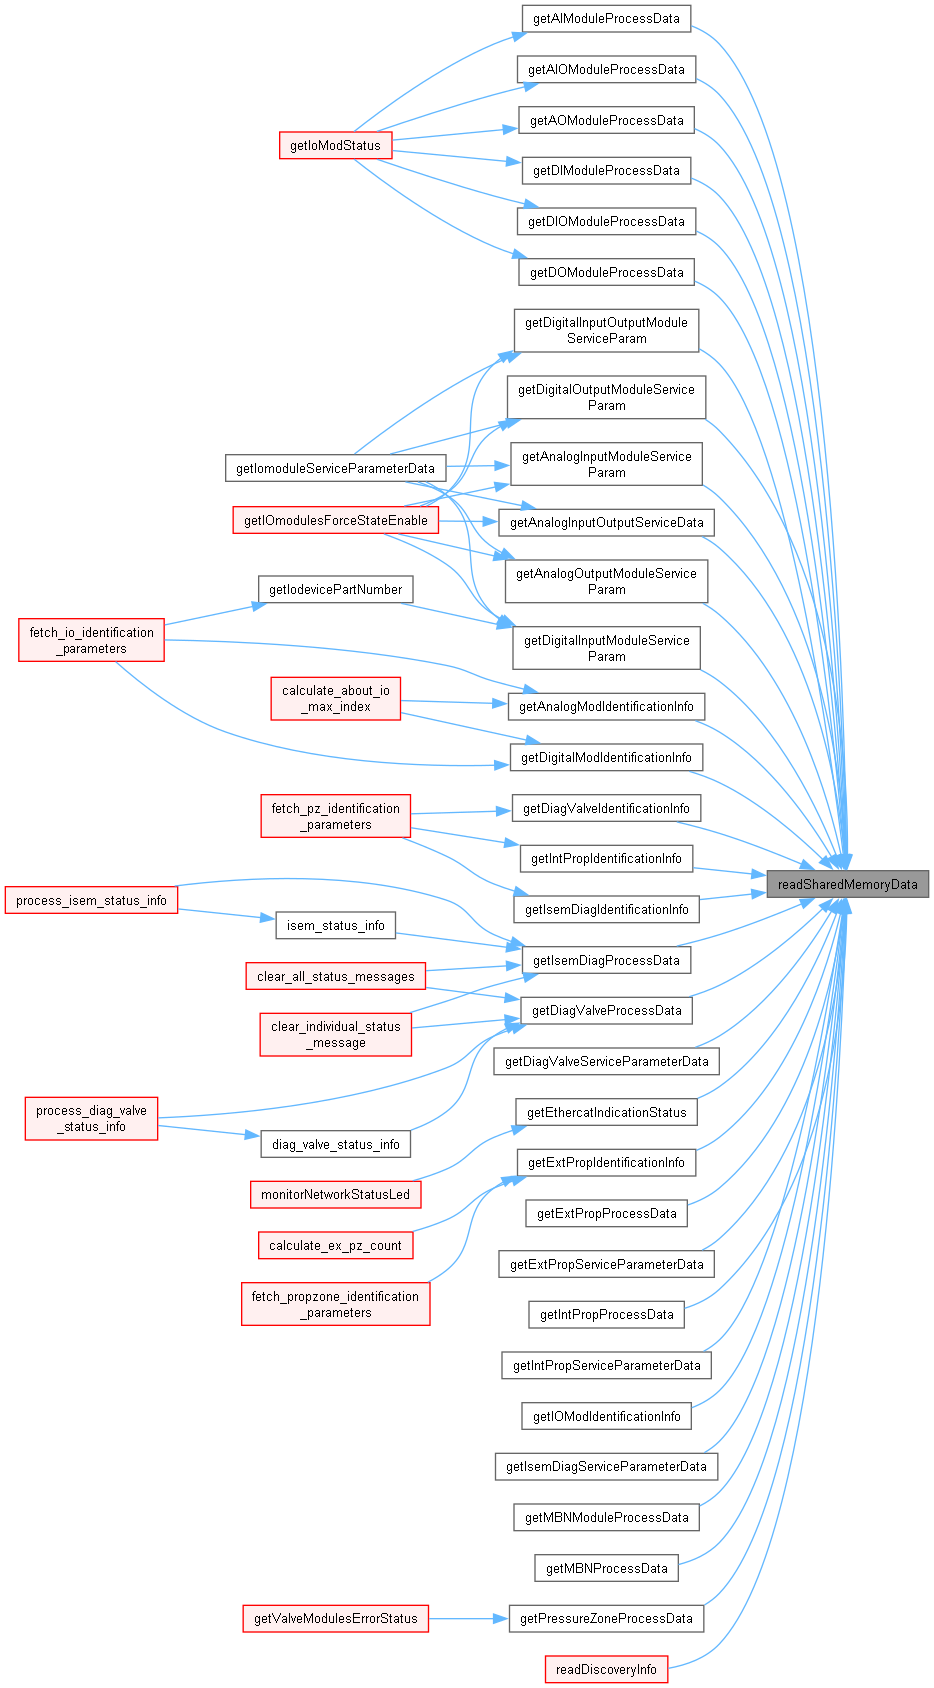 getAIModuleProcessData
getAIOModuleProcessData
getAOModuleProcessData
getIoModStatus
getDIModuleProcessData
getDIOModuleProcessData
getDOModuleProcessData
getDigitalInputOutputModule
ServiceParam
getDigitalOutputModuleService
Param
getIomoduleServiceParameterData
getAnalogInputModuleService
Param
getIOmodulesForceStateEnable
getAnalogInputOutputServiceData
getAnalogOutputModuleService
Param
getIodevicePartNumber
fetch_io_identification
_parameters
getDigitalInputModuleService
Param
calculate_about_io
_max_index
getAnalogModIdentificationInfo
getDigitalModIdentificationInfo
fetch_pz_identification
_parameters
getDiagValveIdentificationInfo
getIntPropIdentificationInfo
readSharedMemoryData
process_isem_status_info
getIsemDiagIdentificationInfo
isem_status_info
getIsemDiagProcessData
clear_all_status_messages
getDiagValveProcessData
clear_individual_status
_message
getDiagValveServiceParameterData
process_diag_valve
_status_info
getEthercatIndicationStatus
diag_valve_status_info
getExtPropIdentificationInfo
monitorNetworkStatusLed
getExtPropProcessData
calculate_ex_pz_count
getExtPropServiceParameterData
fetch_propzone_identification
_parameters
getIntPropProcessData
getIntPropServiceParameterData
getIOModIdentificationInfo
getIsemDiagServiceParameterData
getMBNModuleProcessData
getMBNProcessData
getValveModulesErrorStatus
getPressureZoneProcessData
readDiscoveryInfo